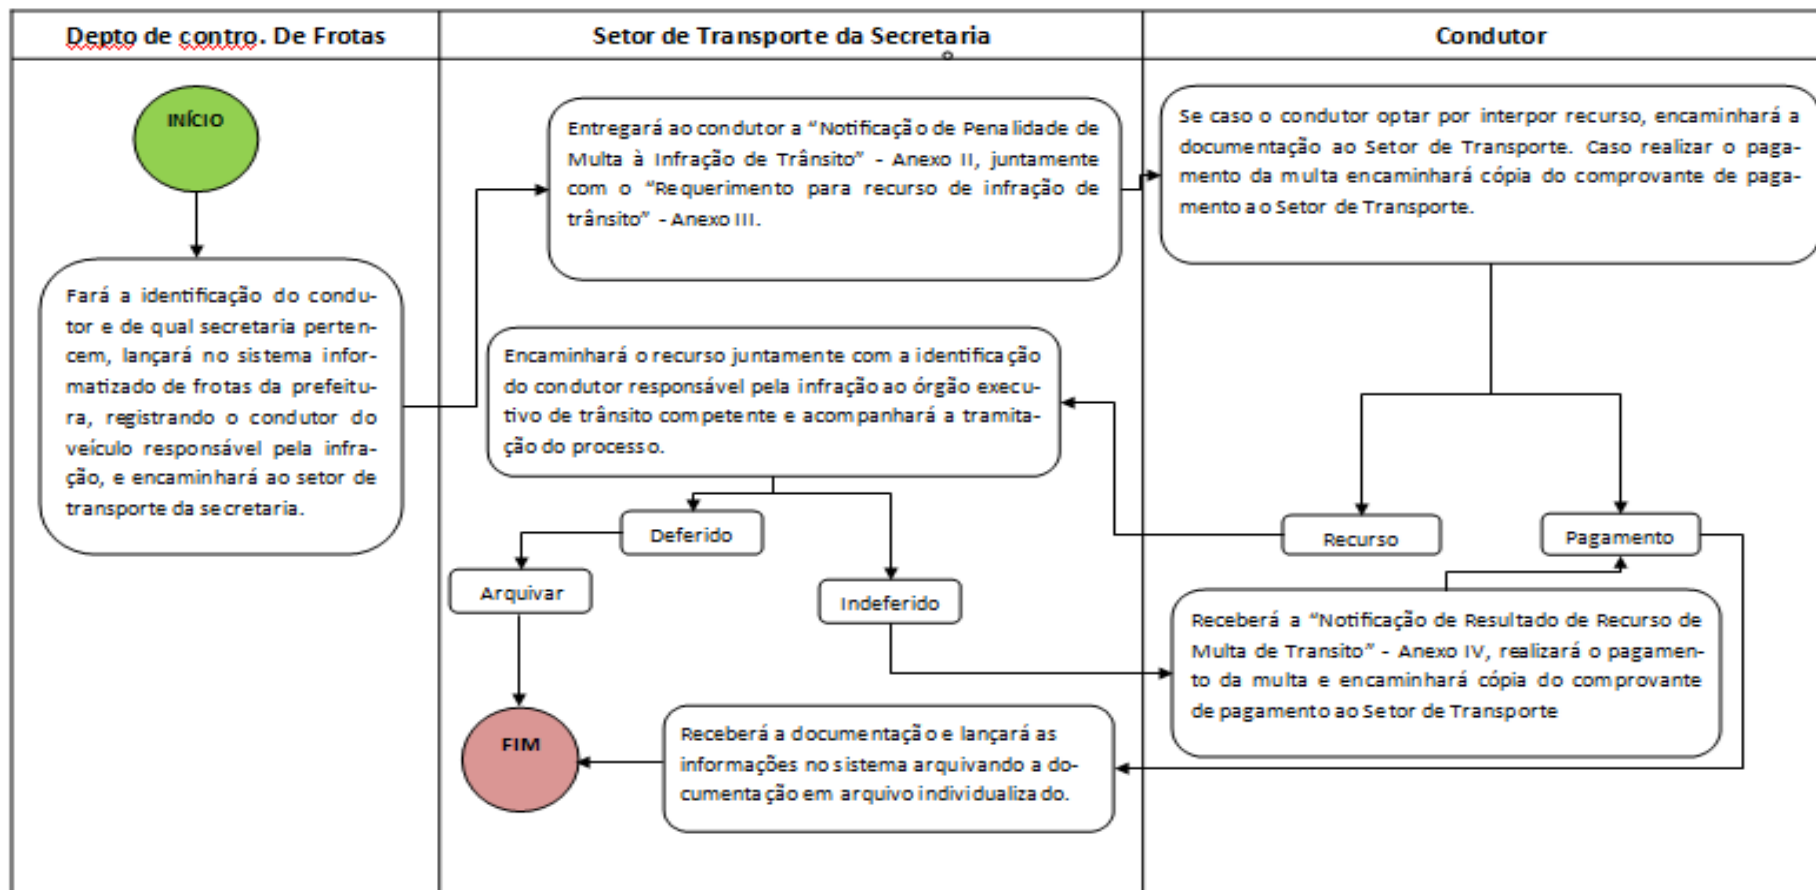 Depto de contro. De Frotas
Setor de Transporte da Secretaria
Condutor
INÍCIO
Fará a identificação do condu-
tor e de qual secretaria perten-
cem, lançará no sistema infor-
matizado de frotas da prefeitu-
ra, registrando o condutor do
veículo responsável pela infra-
ção, e encaminhará ao setor de
transporte da secretaria.
Entregará ao condutor a “Notificação de Penalidade de
Multa à Infração de Trânsito” - Anexo II, juntamente
com o “Requerimento para recurso de infração de
trânsito” - Anexo III.
Se caso o condutor optar por interpor recurso, encaminhará a
documentação ao Setor de Transporte. Caso realizar o paga-
mento da multa encaminhará cópia do comprovante de paga-
mento ao Setor de Transporte.
Encaminhará o recurso juntamente com a identificação
do condutor responsável pela infração ao órgão execu-
tivo de trânsito competente e acompanhará a tramita-
ção do processo.
Deferido
Arquivar
Indeferido
Recurso
Pagamento
Receberá a “Notificação de Resultado de Recurso de
Multa de Transito” - Anexo IV, realizará o pagamen-
to da multa e encaminhará cópia do comprovante
de pagamento ao Setor de Transporte
Receberá a documentação e lançará as
informações no sistema arquivando a do-
cumentação em arquivo individualizado.
FIM